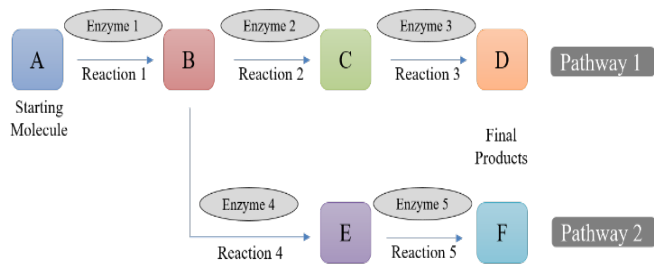 Enzyme 1
Enzyme 2
Enzyme 3
A
B
C
D
Pathway 1
Reaction 1
Reaction 2
Reaction 3
Starting
Molecule
Final
Products
Enzyme 4
Enzyme 5
E
F
Pathway 2
Reaction 4
Reaction 5